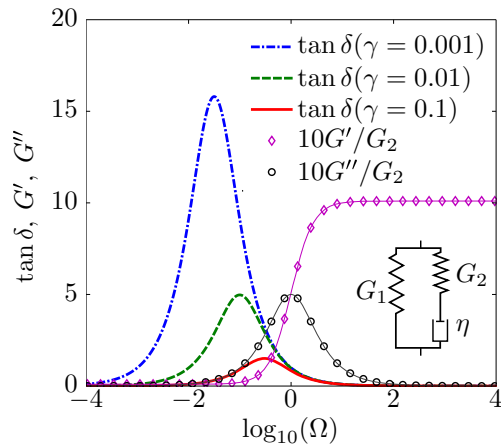 20
15
10
5
0
tan δ, G′, G″
tan δ(γ = 0.001)
tan δ(γ = 0.01)
tan δ(γ = 0.1)
10G′/G₂
10G″/G₂
G₁
G₂
η
−4 −2 0 2 4
log₁₀(Ω)